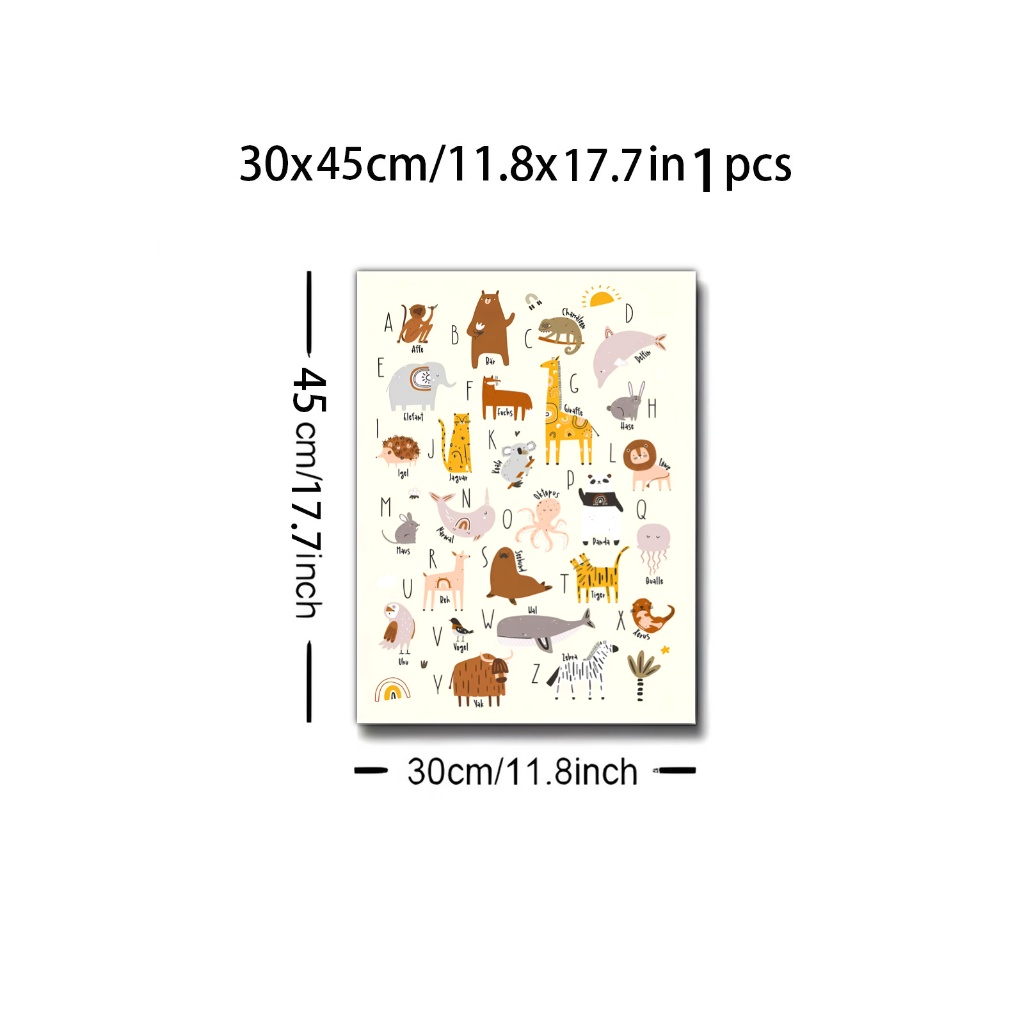 30x45cm/11.8x17.7in 1 pcs
45 cm/17.7inch
A
Affe
B
Bär
C
Chamäleon
D
Delfin
E
Elefant
F
Fuchs
G
Giraffe
H
Hase
I
Igel
J
Jaguar
K
Koala
L
Löwe
M
Maus
N
Narwal
O
Oktopus
P
Panda
Q
Qualle
R
Reh
S
Seehund
T
Tiger
U
Uhu
V
Vogel
W
Wal
X
Xerus
Y
Yak
Z
Zebra
30cm/11.8inch